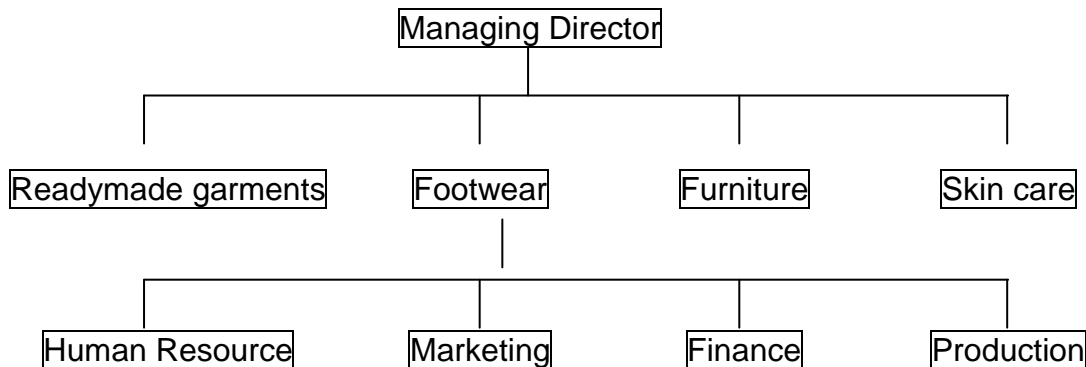 Managing Director
Readymade garments Footwear Furniture Skin care
Human Resource Marketing Finance Production